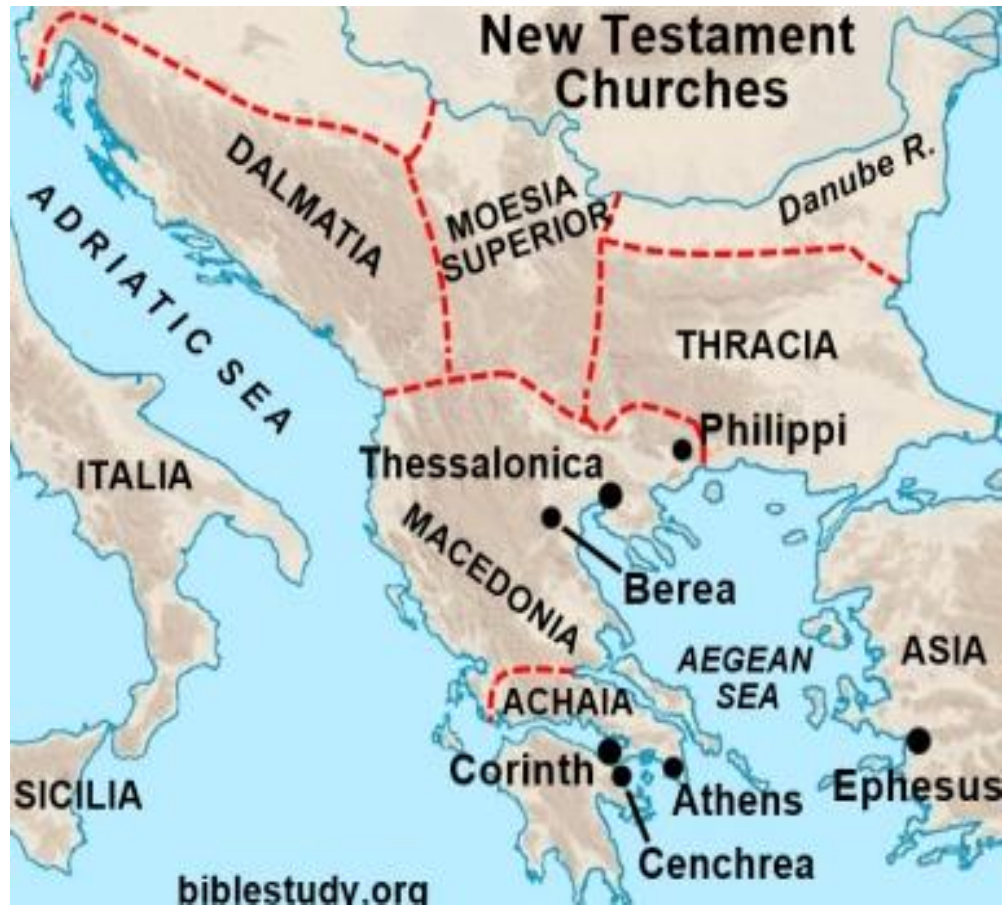 New Testament
Churches
DALMATIA
MOESIA
SUPERIOR
Danube R.
ADRIATIC SEA
THRACIA
Philippi
Thessalonica
ITALIA
MACEDONIA
Berea
AEGEAN
SEA
ASIA
ACHAIA
Corinth
Athens
Ephesus
SICILIA
Cenchrea
biblestudy.org